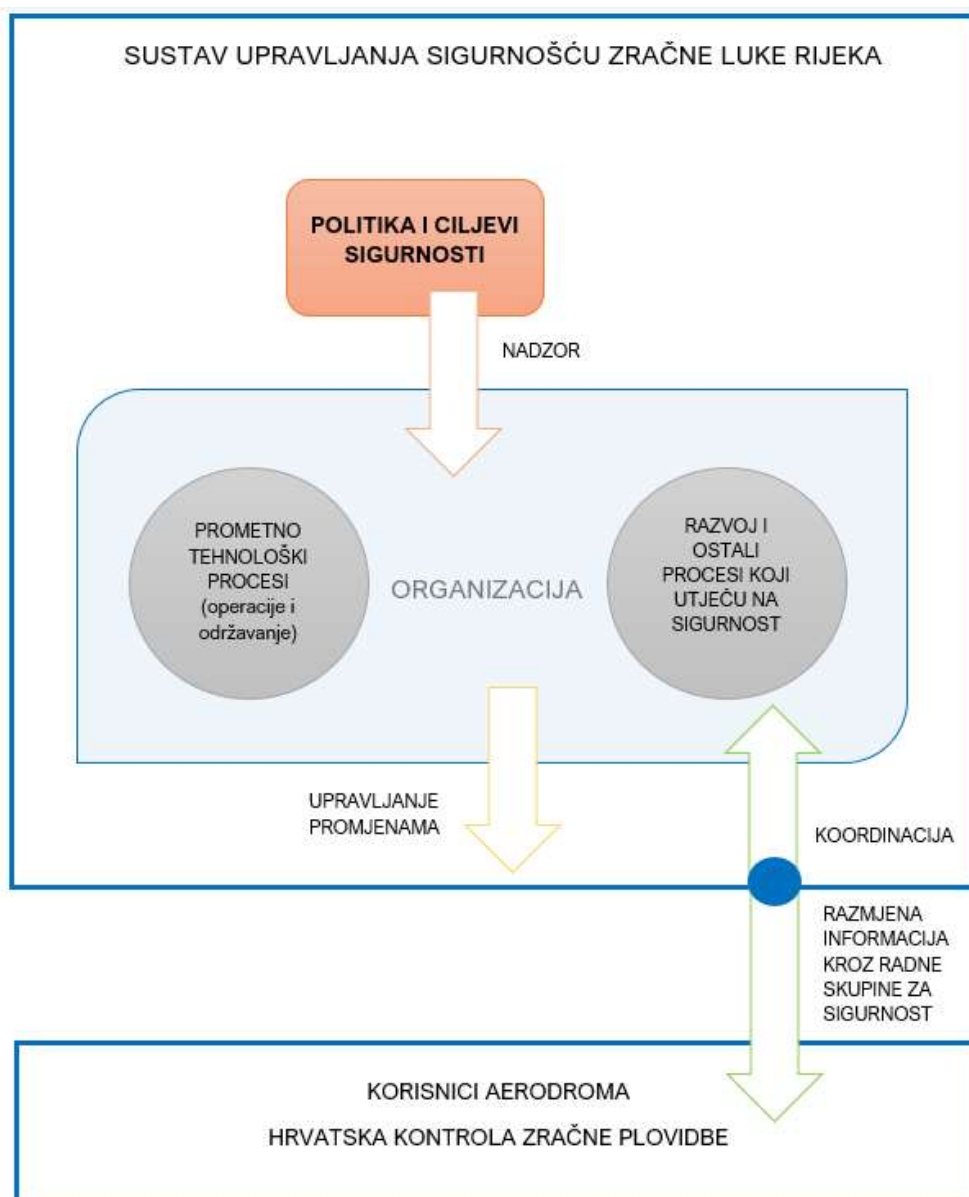 SUSTAV UPRAVLJANJA SIGURNOŠĆU ZRAČNE LUKE RIJEKA
POLITIKA I CILJEVI
SIGURNOSTI
NADZOR
PROMETNO
TEHNOLOŠKI
PROCESI
(operacije i
održavanje)
ORGANIZACIJA
RAZVOJ I
OSTALI
PROCESI KOJI
UTJEČU NA
SIGURNOST
UPRAVLJANJE
PROMJENAMA
KOORDINACIJA
RAZMJENA
INFORMACIJA
KROZ RADNE
SKUPINE ZA
SIGURNOST
KORISNICI AERODROMA
HRVATSKA KONTROLA ZRAČNE PLOVIDBE